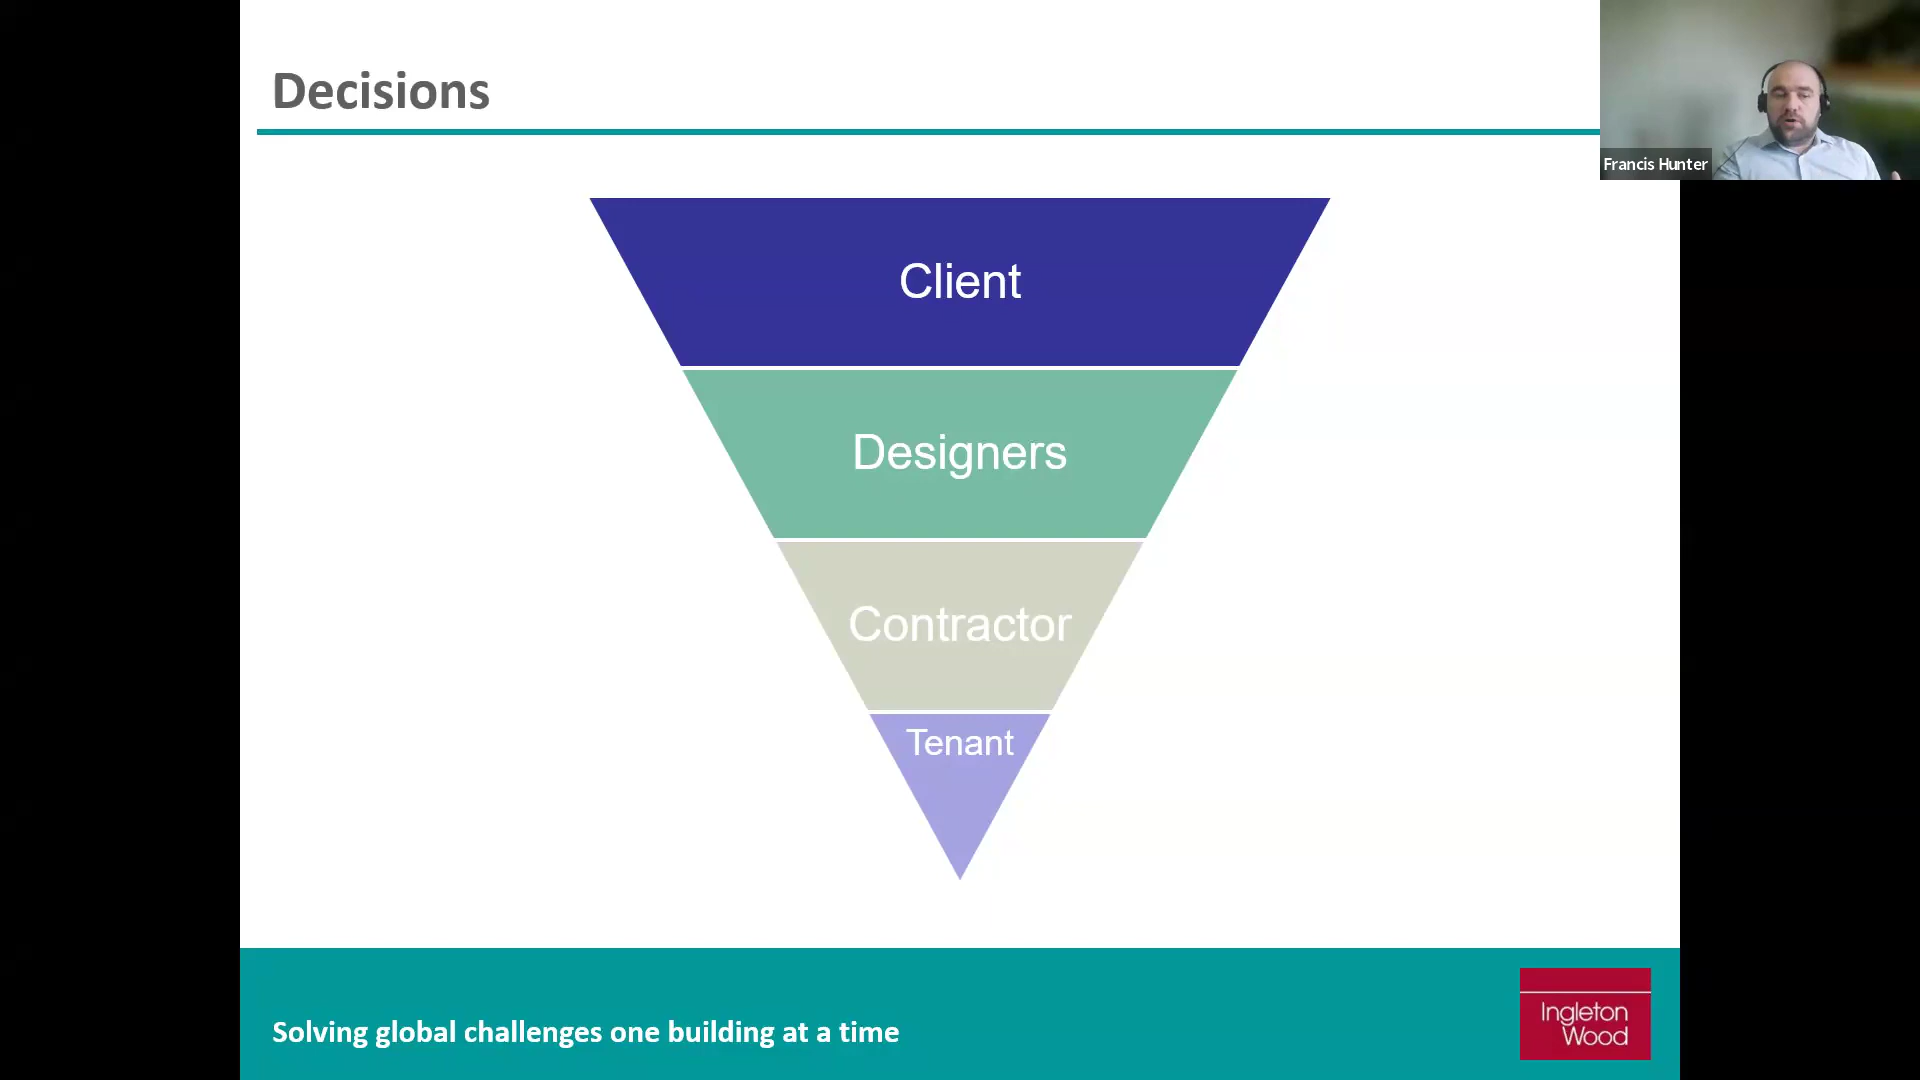 Decisions
Francis Hunter
Client
Designers
Contractor
Tenant
Solving global challenges one building at a time
Ingleton
Wood